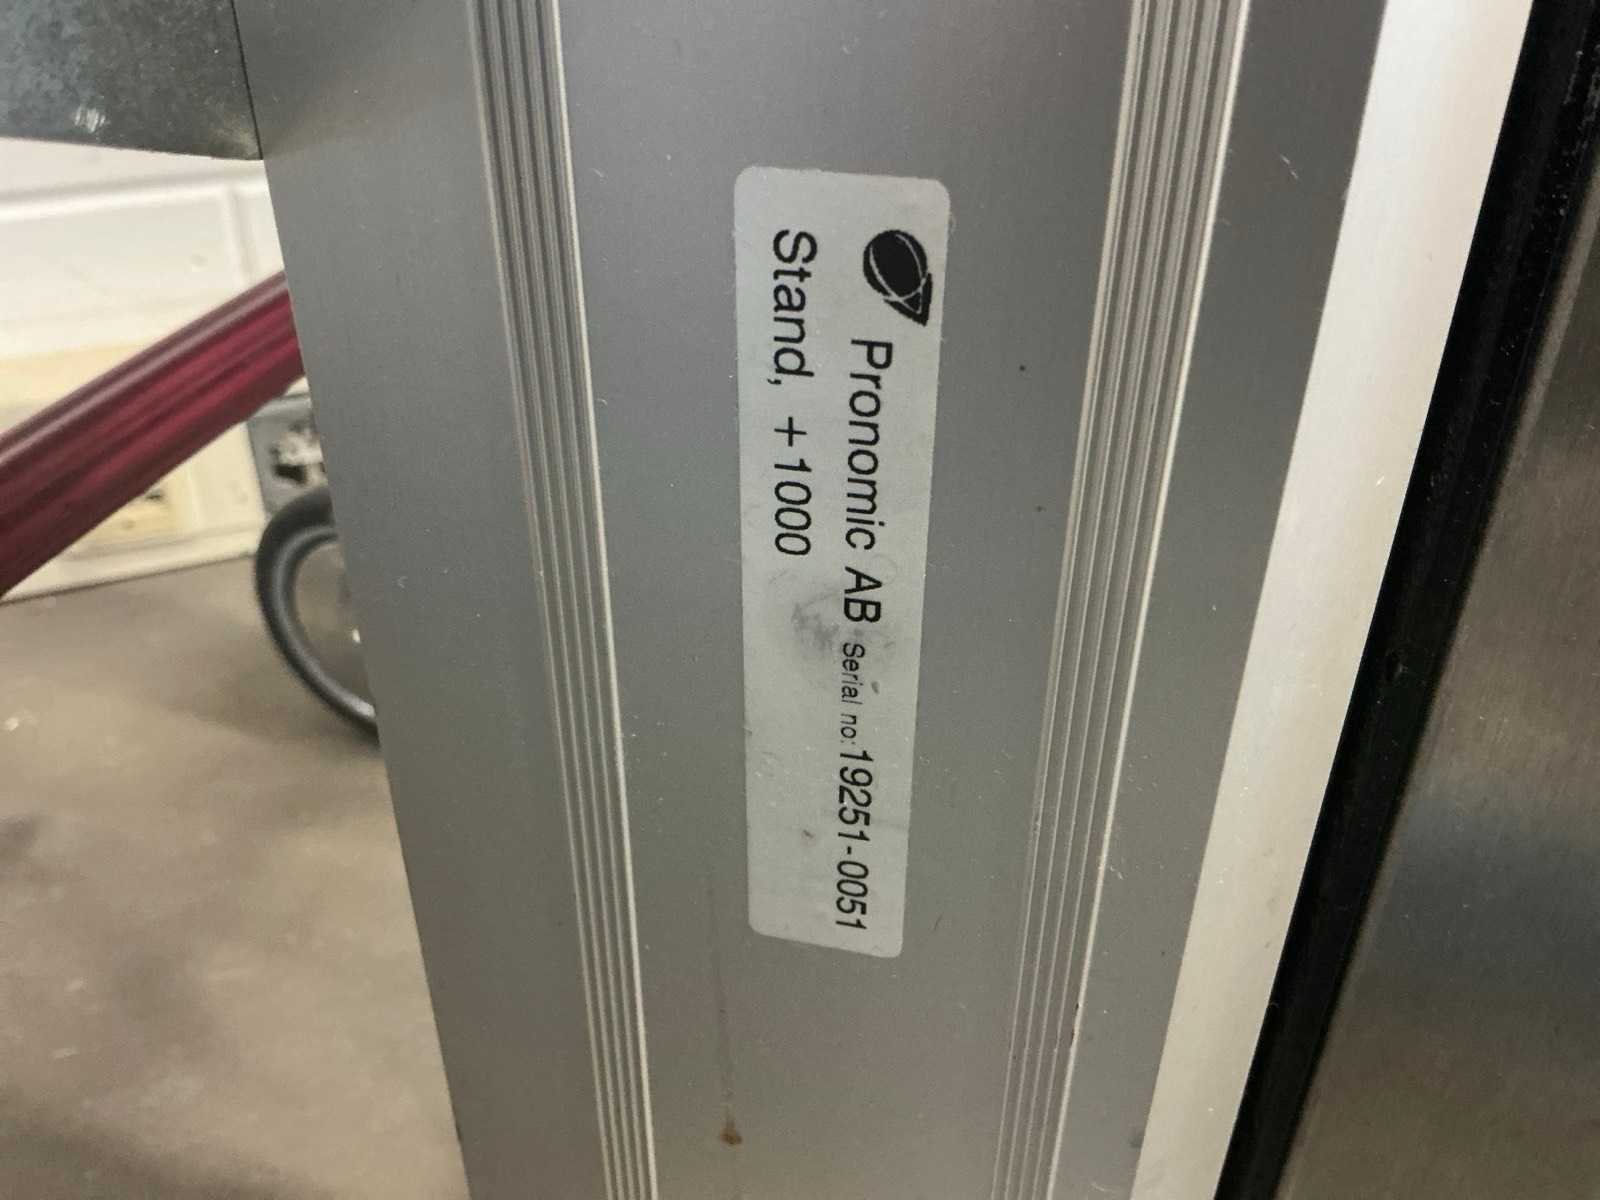 Pronomic AB Serial no:19251-0051
Stand, +1000